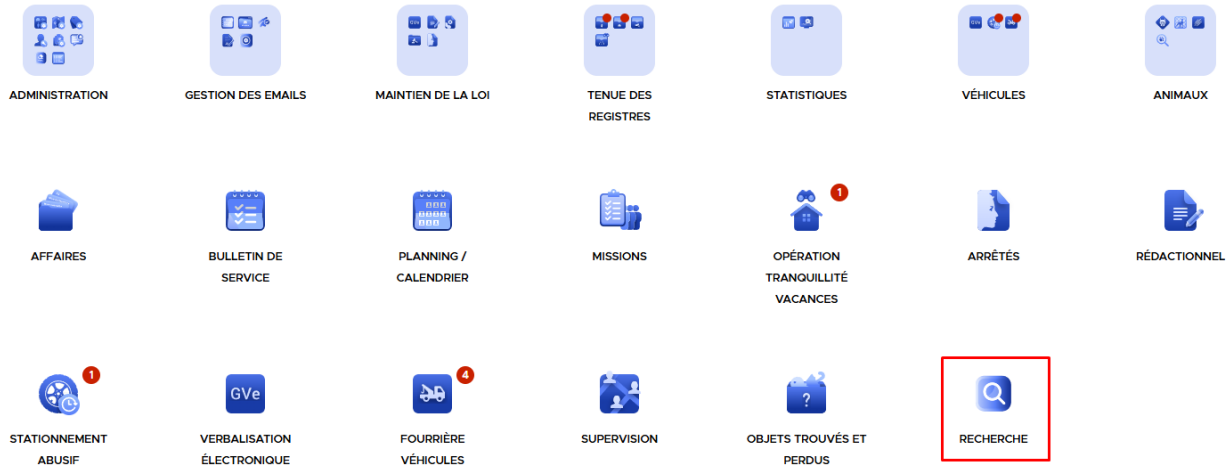 ADMINISTRATION
GESTION DES EMAILS
MAINTIEN DE LA LOI
TENUE DES
REGISTRES
STATISTIQUES
VÉHICULES
ANIMAUX
AFFAIRES
BULLETIN DE
SERVICE
PLANNING /
CALENDRIER
MISSIONS
1
OPÉRATION
TRANQUILLITÉ
VACANCES
ARRÊTÉS
RÉDACTIONNEL
1
STATIONNEMENT
ABUSIF
GVe
VERBALISATION
ÉLECTRONIQUE
4
FOURRIÈRE
VÉHICULES
SUPERVISION
?
OBJETS TROUVÉS ET
PERDUS
RECHERCHE